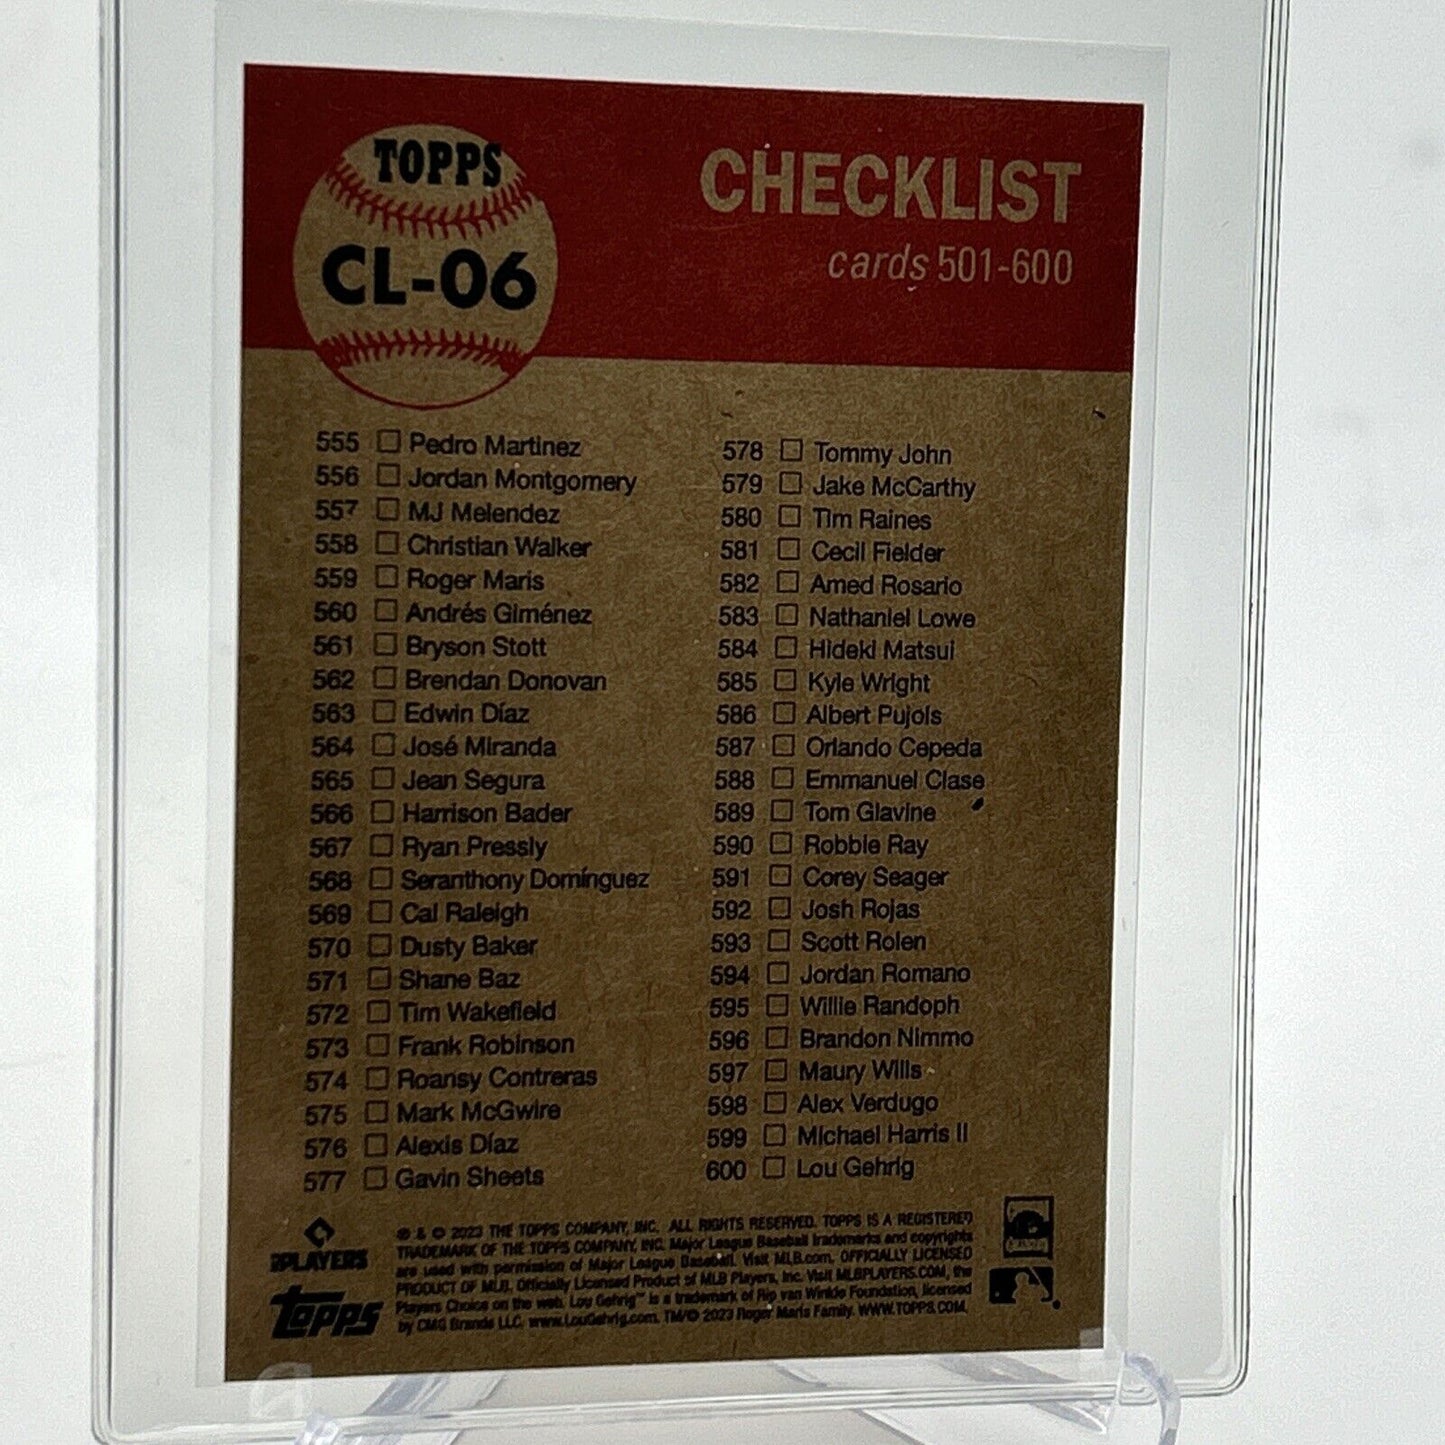 TOPPS
CL-06
CHECKLIST
cards 501-600
555 Pedro Martinez
556 Jordan Montgomery
557 MJ Melendez
558 Christian Walker
559 Roger Maris
560 Andrés Giménez
561 Bryson Stott
562 Brendan Donovan
563 Edwin Díaz
564 José Miranda
565 Jean Segura
566 Harrison Bader
567 Ryan Pressly
568 Seranthony Domínguez
569 Cal Raleigh
570 Dusty Baker
571 Shane Baz
572 Tim Wakefield
573 Frank Robinson
574 Roansy Contreras
575 Mark McGwire
576 Alexis Díaz
577 Gavin Sheets
578 Tommy John
579 Jake McCarthy
580 Tim Raines
581 Cecil Fielder
582 Amed Rosario
583 Nathaniel Lowe
584 Hideki Matsui
585 Kyle Wright
586 Albert Pujols
587 Orlando Cepeda
588 Emmanuel Clase
589 Tom Glavine
590 Robbie Ray
591 Corey Seager
592 Josh Rojas
593 Scott Rolen
594 Jordan Romano
595 Willie Randoph
596 Brandon Nimmo
597 Maury Wills
598 Alex Verdugo
599 Michael Harris II
600 Lou Gehrig
PLAYERS
Topps
® & © 2023 THE TOPPS COMPANY, INC. ALL RIGHTS RESERVED. TOPPS IS A REGISTERED
TRADEMARK OF THE TOPPS COMPANY, INC. Major League Baseball trademarks and copyrights
are used with permission of Major League Baseball. Visit MLB.com. OFFICIALLY LICENSED
PRODUCT OF MLB. Officially Licensed Product of MLB Players, Inc. Visit MLBPLAYERS.COM, the
Players Choice on the web. Lou Gehrig™ is a trademark of Rip van Winkle Foundation, licensed
by CMG Brands LLC. www.LouGehrig.com. TM/© 2023 Roger Maris Family. WWW.TOPPS.COM.